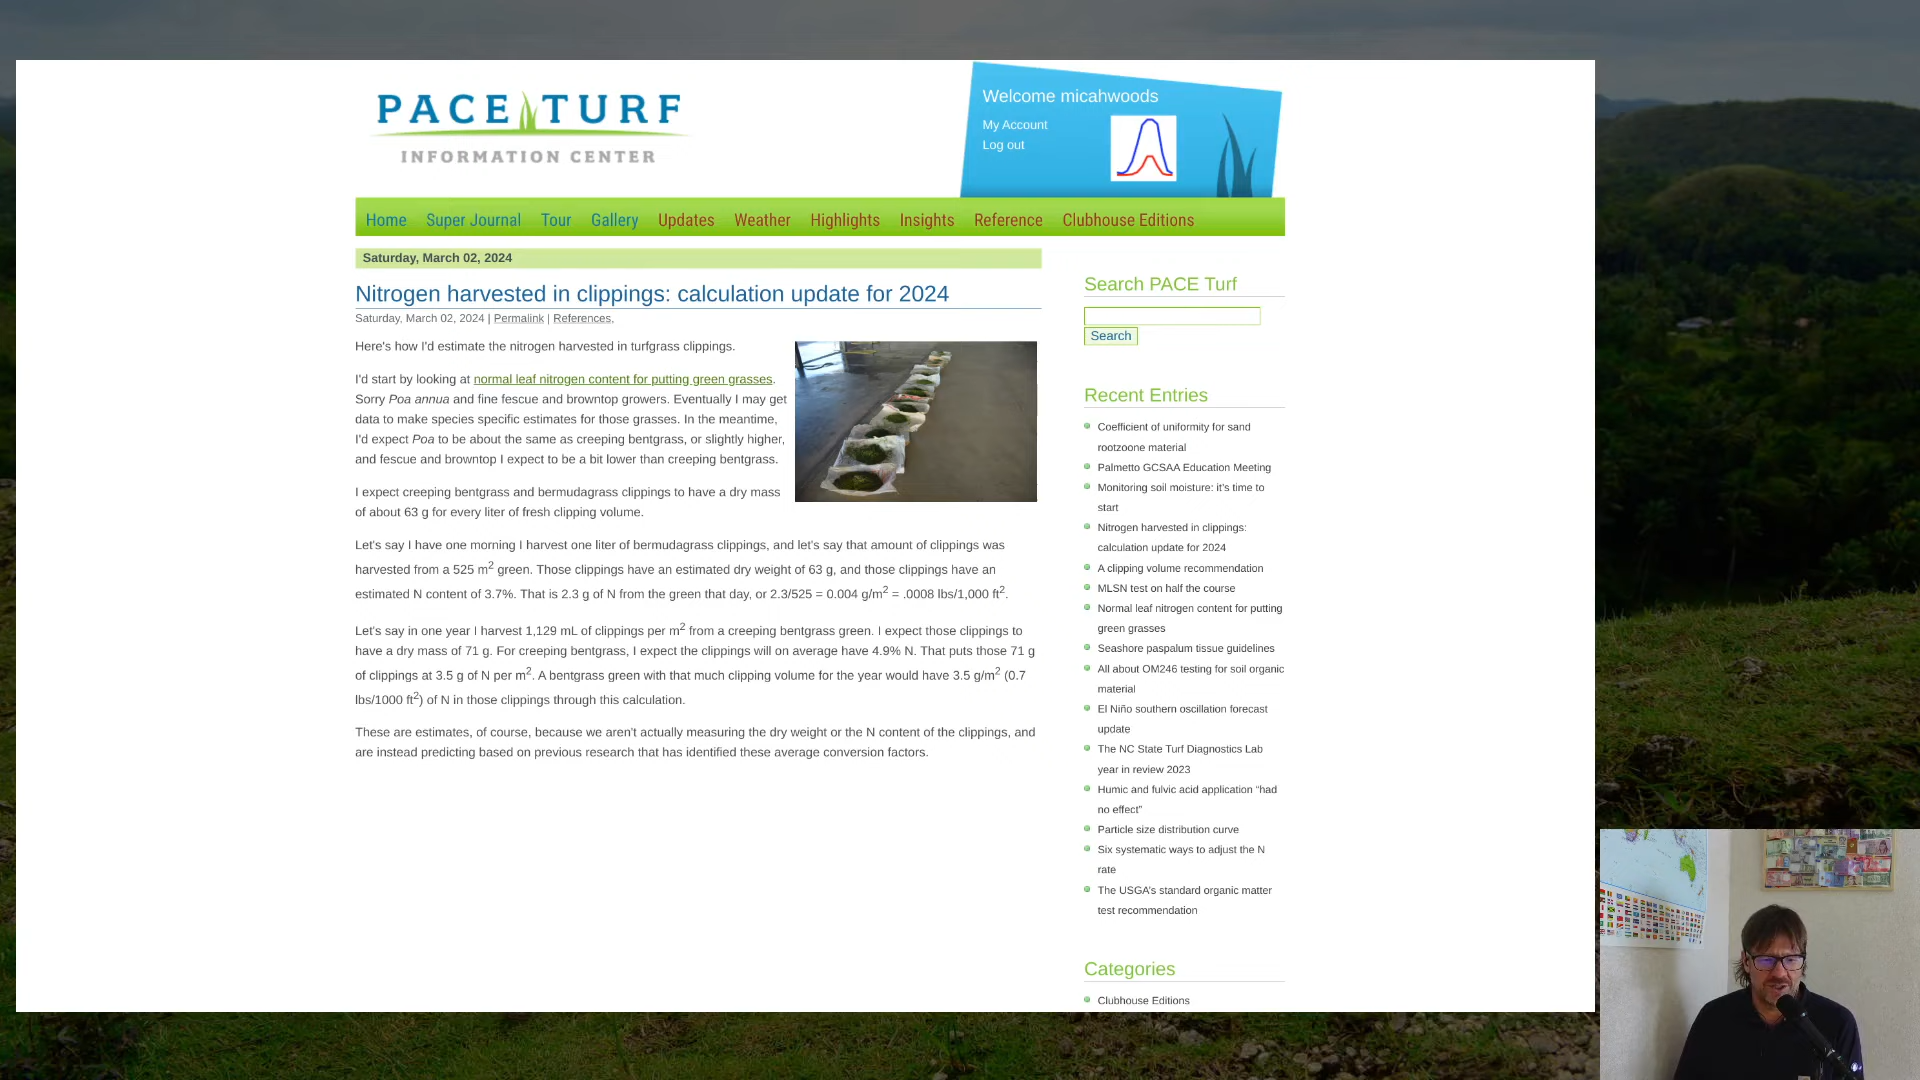 PACE TURF
INFORMATION CENTER
Welcome micahwoods
My Account
Log out
Home Super Journal Tour Gallery Updates Weather Highlights Insights Reference Clubhouse Editions
Saturday, March 02, 2024
Nitrogen harvested in clippings: calculation update for 2024
Saturday, March 02, 2024 | Permalink | References,
Here's how I'd estimate the nitrogen harvested in turfgrass clippings.
I'd start by looking at normal leaf nitrogen content for putting green grasses.
Sorry Poa annua and fine fescue and browntop growers. Eventually I may get
data to make species specific estimates for those grasses. In the meantime,
I'd expect Poa to be about the same as creeping bentgrass, or slightly higher,
and fescue and browntop I expect to be a bit lower than creeping bentgrass.
I expect creeping bentgrass and bermudagrass clippings to have a dry mass
of about 63 g for every liter of fresh clipping volume.
Let's say I have one morning I harvest one liter of bermudagrass clippings, and let's say that amount of clippings was
harvested from a 525 m² green. Those clippings have an estimated dry weight of 63 g, and those clippings have an
estimated N content of 3.7%. That is 2.3 g of N from the green that day, or 2.3/525 = 0.004 g/m² = .0008 lbs/1,000 ft².
Let's say in one year I harvest 1,129 mL of clippings per m² from a creeping bentgrass green. I expect those clippings to
have a dry mass of 71 g. For creeping bentgrass, I expect the clippings will on average have 4.9% N. That puts those 71 g
of clippings at 3.5 g of N per m². A bentgrass green with that much clipping volume for the year would have 3.5 g/m² (0.7
lbs/1000 ft²) of N in those clippings through this calculation.
These are estimates, of course, because we aren't actually measuring the dry weight or the N content of the clippings, and
are instead predicting based on previous research that has identified these average conversion factors.
Search PACE Turf
Search
Recent Entries
Coefficient of uniformity for sand
rootzoone material
Palmetto GCSAA Education Meeting
Monitoring soil moisture: it's time to
start
Nitrogen harvested in clippings:
calculation update for 2024
A clipping volume recommendation
MLSN test on half the course
Normal leaf nitrogen content for putting
green grasses
Seashore paspalum tissue guidelines
All about OM246 testing for soil organic
material
El Niño southern oscillation forecast
update
The NC State Turf Diagnostics Lab
year in review 2023
Humic and fulvic acid application “had
no effect”
Particle size distribution curve
Six systematic ways to adjust the N
rate
The USGA's standard organic matter
test recommendation
Categories
Clubhouse Editions